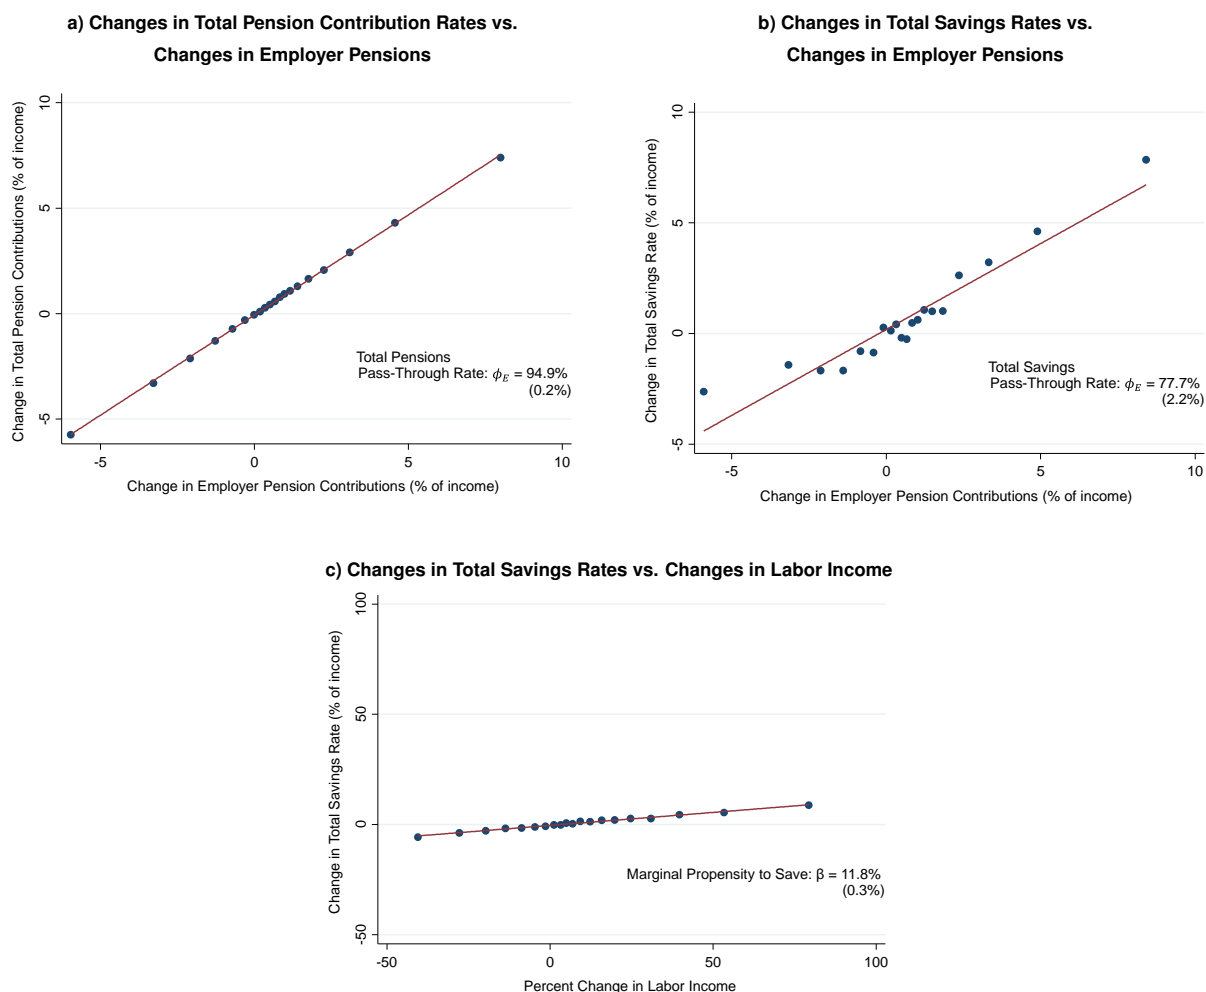 a) Changes in Total Pension Contribution Rates vs.
Changes in Employer Pensions
Change in Total Pension Contributions (% of income)
10
5
0
-5
Total Pensions
Pass-Through Rate: ϕE = 94.9%
(0.2%)
-5 0 5 10
Change in Employer Pension Contributions (% of income)
b) Changes in Total Savings Rates vs.
Changes in Employer Pensions
Change in Total Savings Rate (% of income)
10
5
0
-5
Total Savings
Pass-Through Rate: ϕE = 77.7%
(2.2%)
-5 0 5 10
Change in Employer Pension Contributions (% of income)
c) Changes in Total Savings Rates vs. Changes in Labor Income
Change in Total Savings Rate (% of income)
100
50
0
-50
Marginal Propensity to Save: β = 11.8%
(0.3%)
-50 0 50 100
Percent Change in Labor Income